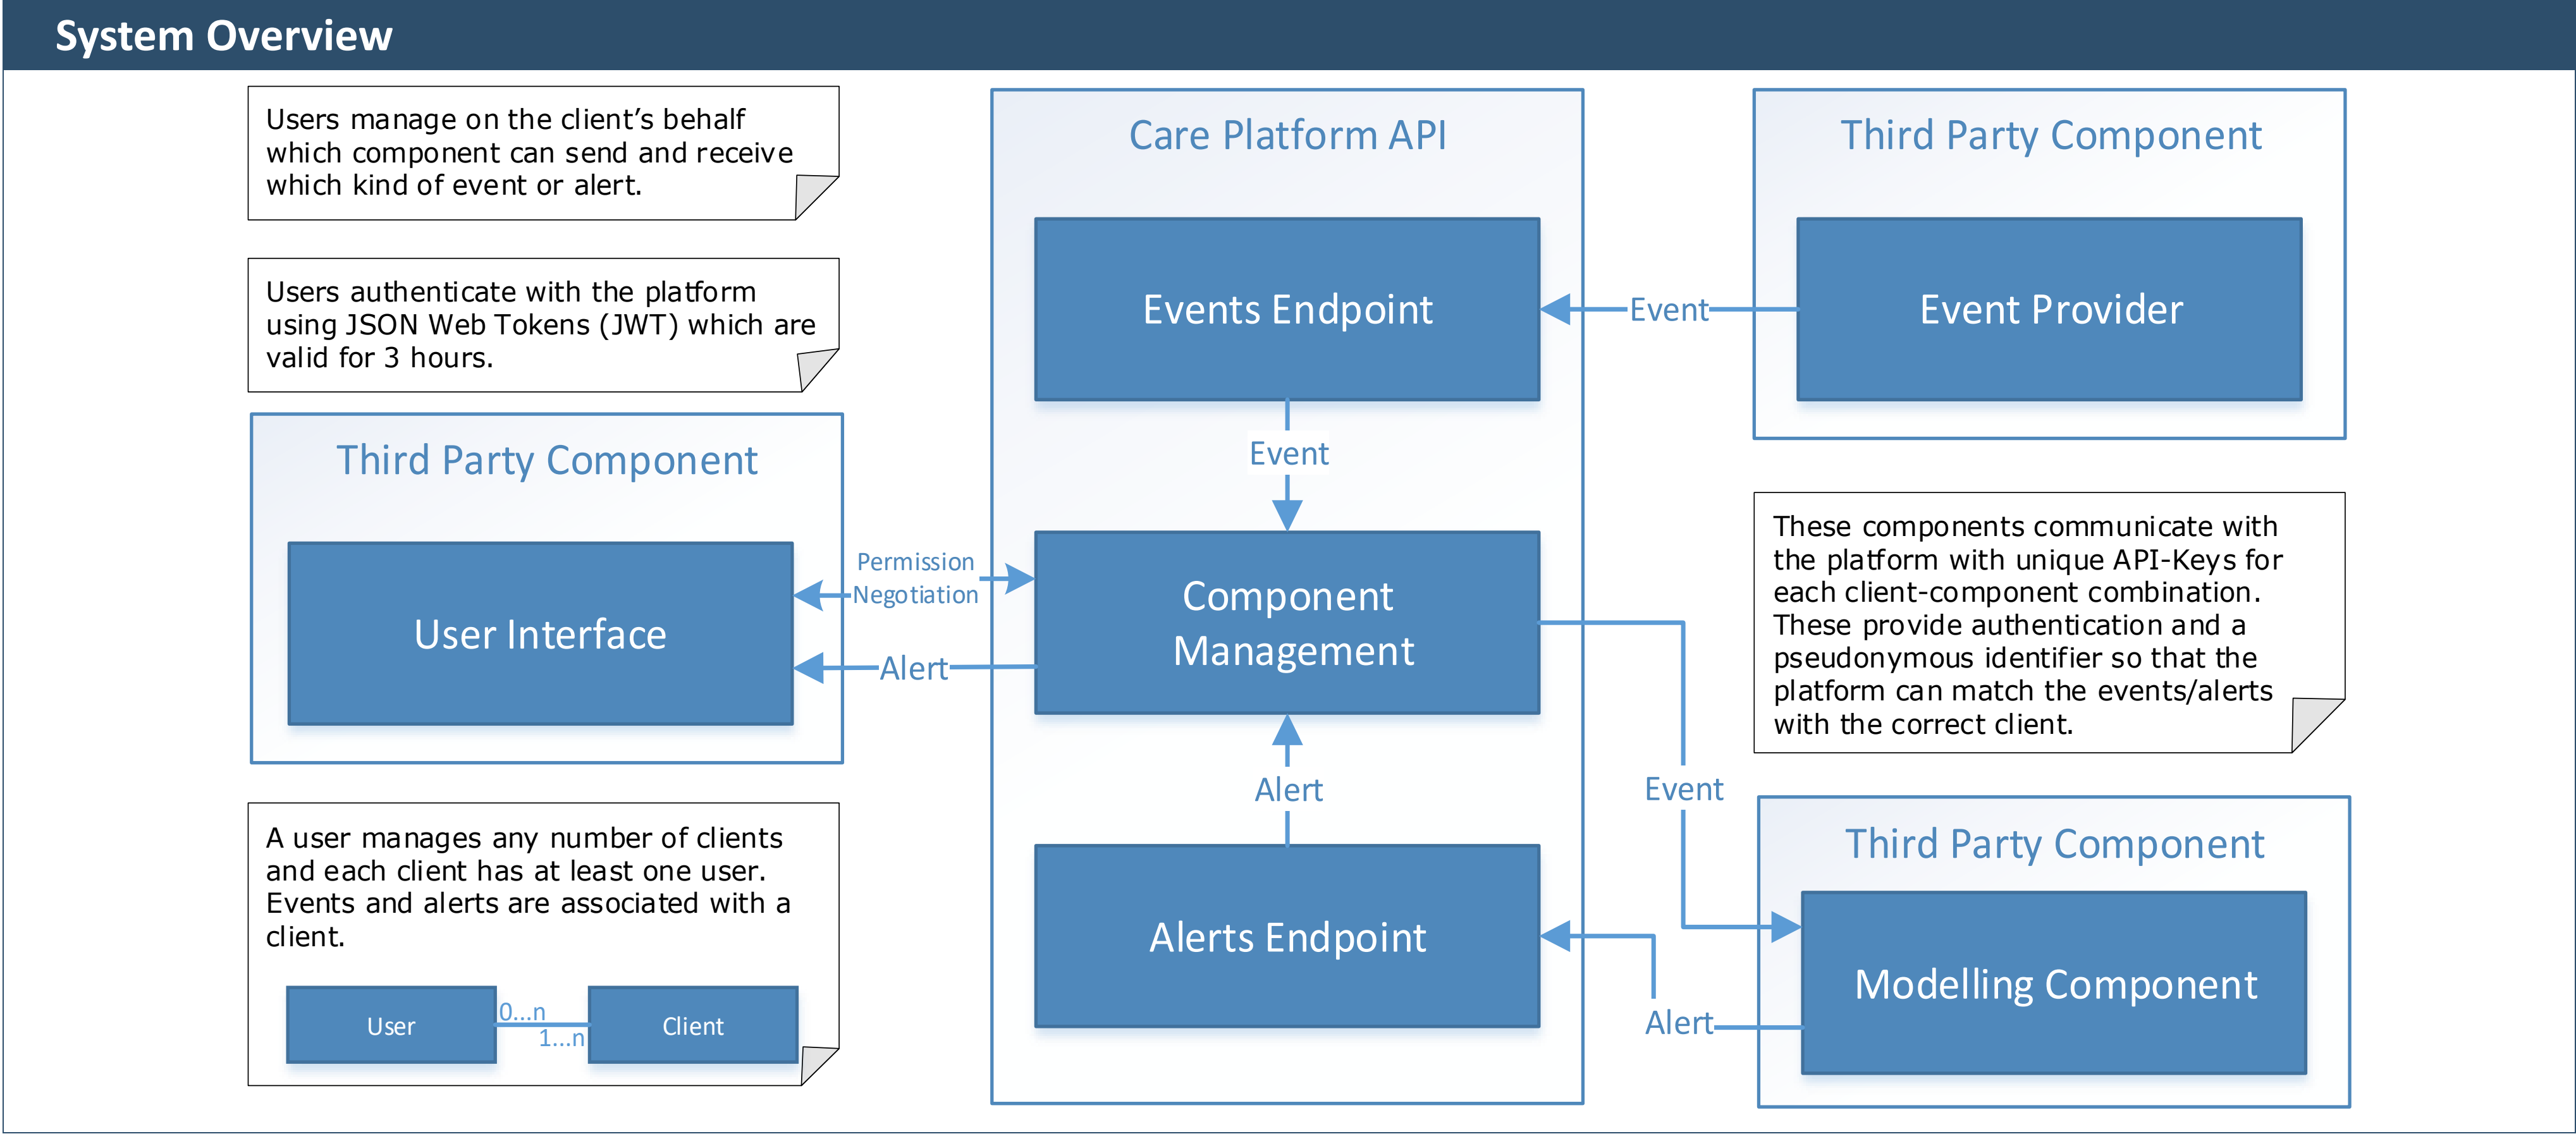 System Overview
Users manage on the client’s behalf
which component can send and receive
which kind of event or alert.
Users authenticate with the platform
using JSON Web Tokens (JWT) which are
valid for 3 hours.
Third Party Component
User Interface
A user manages any number of clients
and each client has at least one user.
Events and alerts are associated with a
client.
User
0...n
1...n
Client
Permission
Negotiation
Alert
Care Platform API
Events Endpoint
Event
Component
Management
Alert
Alerts Endpoint
Event
Third Party Component
Event Provider
These components communicate with
the platform with unique API-Keys for
each client-component combination.
These provide authentication and a
pseudonymous identifier so that the
platform can match the events/alerts
with the correct client.
Event
Alert
Third Party Component
Modelling Component